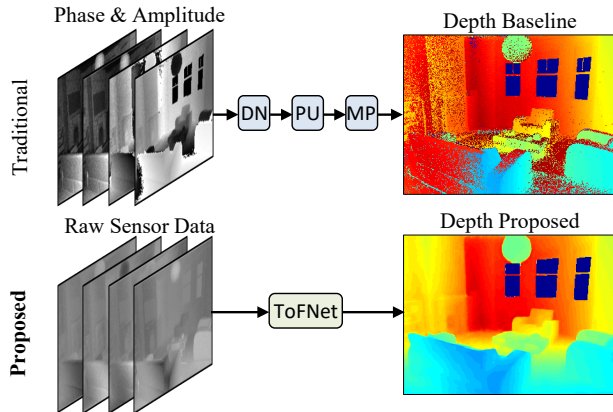 Phase & Amplitude
Depth Baseline
Traditional
DN
PU
MP
Raw Sensor Data
Depth Proposed
Proposed
ToFNet